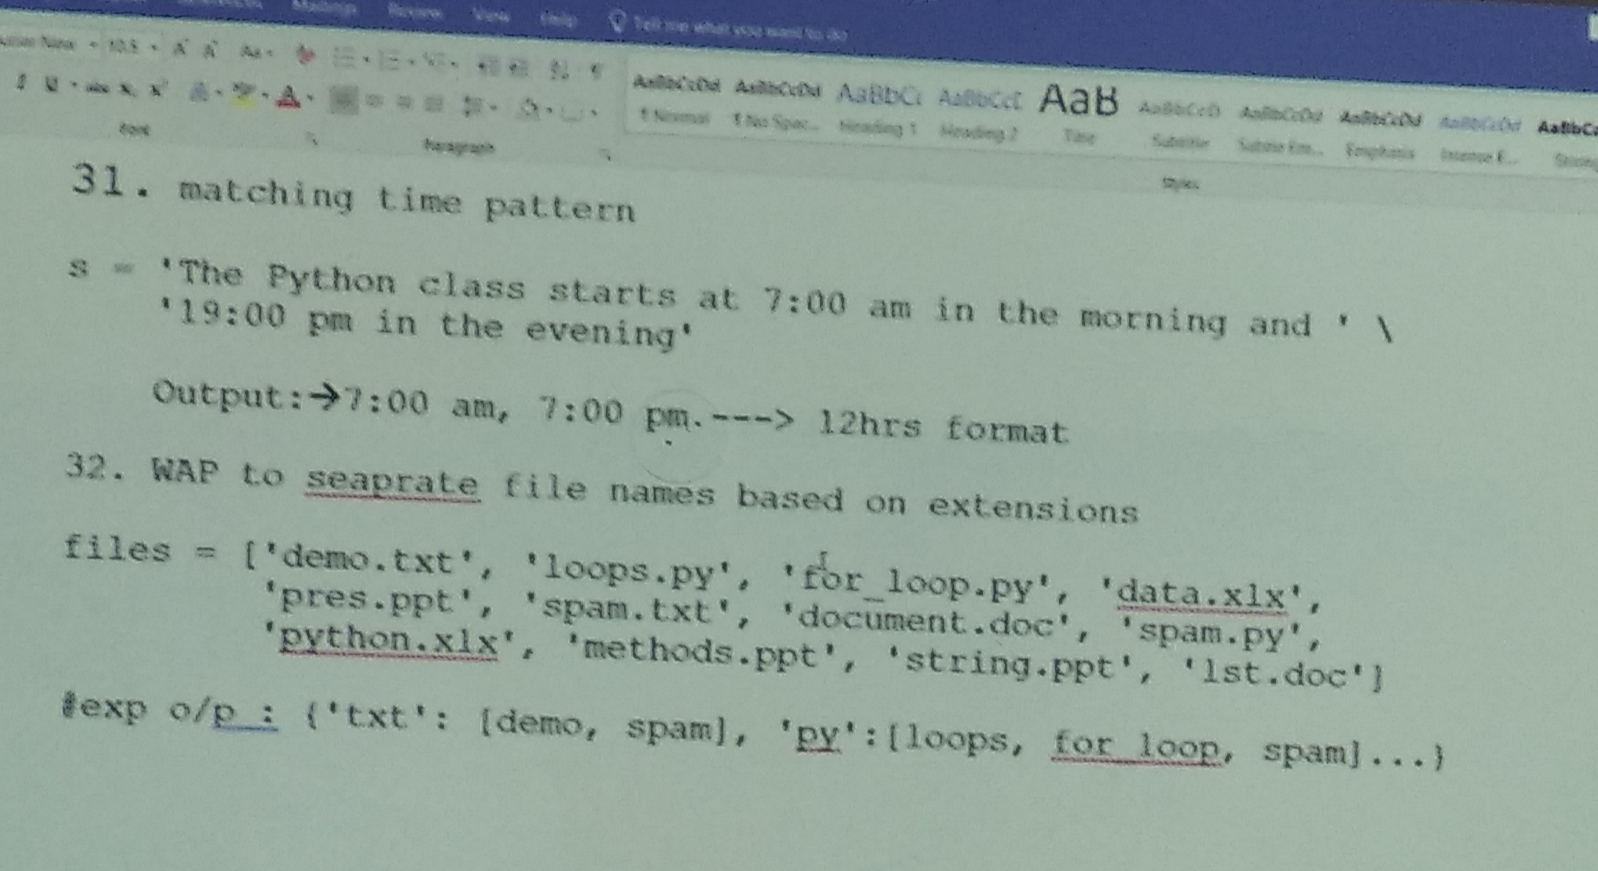 Mailings Review View Help Tell me what you want to do
10.5 A A Aa
U abc X X A
AaBbCcDd AaBbCcDd AaBbCc AaBbCcD AaB AaBbCcD AaBbCcDd AaBbCcDd AaBbCcDd AaBbCc
¶ Normal ¶ No Spac... Heading 1 Heading 2 Title Subtitle Subtle Em... Emphasis Intense E...
Font Paragraph Styles
31. matching time pattern
s = 'The Python class starts at 7:00 am in the morning and ' \
'19:00 pm in the evening'
Output:→7:00 am, 7:00 pm.---> 12hrs format
32. WAP to seaprate file names based on extensions
files = ['demo.txt', 'loops.py', 'for_loop.py', 'data.xlx',
'pres.ppt', 'spam.txt', 'document.doc', 'spam.py',
'python.xlx', 'methods.ppt', 'string.ppt', 'lst.doc']
#exp o/p : {'txt': [demo, spam], 'py':[loops, for_loop, spam]...}